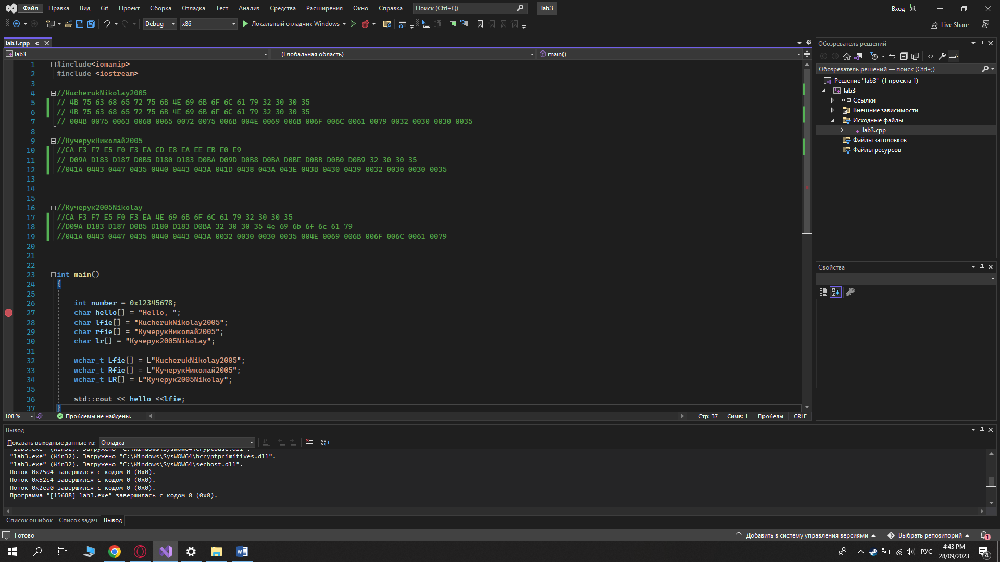 Файл Правка Вид Git Проект Сборка Отладка Тест Анализ Средства Расширения Окно Справка Поиск (Ctrl+Q) lab3 Вход
Debug x86 Локальный отладчик Windows Live Share
lab3.cpp
lab3 (Глобальная область) main()
1 #include<iomanip>
2 #include <iostream>
3
4 //KucherukNikolay2005
5 // 4B 75 63 68 65 72 75 6B 4E 69 6B 6F 6C 61 79 32 30 30 35
6 // 4B 75 63 68 65 72 75 6B 4E 69 6B 6F 6C 61 79 32 30 30 35
7 // 004B 0075 0063 0068 0065 0072 0075 006B 004E 0069 006B 006F 006C 0061 0079 0032 0030 0030 0035
8
9 //КучерукНиколай2005
10 //CA F3 F7 E5 F0 F3 EA CD E8 EA EE EB E0 E9
11 // D09A D183 D187 D0B5 D180 D183 D0BA D09D D0B8 D0BA D0BE D0BB D0B0 D0B9 32 30 30 35
12 //041A 0443 0447 0435 0440 0443 043A 041D 0438 043A 043E 043B 0430 0439 0032 0030 0030 0035
13
14
15
16 //Кучерук2005Nikolay
17 //CA F3 F7 E5 F0 F3 EA 4E 69 6B 6F 6C 61 79 32 30 30 35
18 //D09A D183 D187 D0B5 D180 D183 D0BA 32 30 30 35 4e 69 6b 6f 6c 61 79
19 //041A 0443 0447 0435 0440 0443 043A 0032 0030 0030 0035 004E 0069 006B 006F 006C 0061 0079
20
21
22
23 int main()
24 {
25
26 int number = 0x12345678;
27 char hello[] = "Hello, ";
28 char lfie[] = "KucherukNikolay2005";
29 char rfie[] = "КучерукНиколай2005";
30 char lr[] = "Кучерук2005Nikolay";
31
32 wchar_t Lfie[] = L"KucherukNikolay2005";
33 wchar_t Rfie[] = L"КучерукНиколай2005";
34 wchar_t LR[] = L"Кучерук2005Nikolay";
35
36 std::cout << hello <<lfie;
37 }
108 % Проблемы не найдены. Стр: 37 Симв: 1 Пробелы CRLF
Обозреватель решений
Обозреватель решений — поиск (Ctrl+;)
Решение "lab3" (1 проекта 1)
lab3
Ссылки
Внешние зависимости
Исходные файлы
lab3.cpp
Файлы заголовков
Файлы ресурсов
Свойства
Вывод
Показать выходные данные из: Отладка
"lab3.exe" (Win32). Загружено "C:\Windows\SysWOW64\cryptbase.dll".
"lab3.exe" (Win32). Загружено "C:\Windows\SysWOW64\bcryptprimitives.dll".
"lab3.exe" (Win32). Загружено "C:\Windows\SysWOW64\sechost.dll".
Поток 0x25d4 завершился с кодом 0 (0x0).
Поток 0x52c4 завершился с кодом 0 (0x0).
Поток 0x2ea0 завершился с кодом 0 (0x0).
Программа "[15688] lab3.exe" завершилась с кодом 0 (0x0).
Список ошибок Список задач Вывод
Готово Добавить в систему управления версиями Выбрать репозиторий 1
РУС 4:43 PM
28/09/2023 4